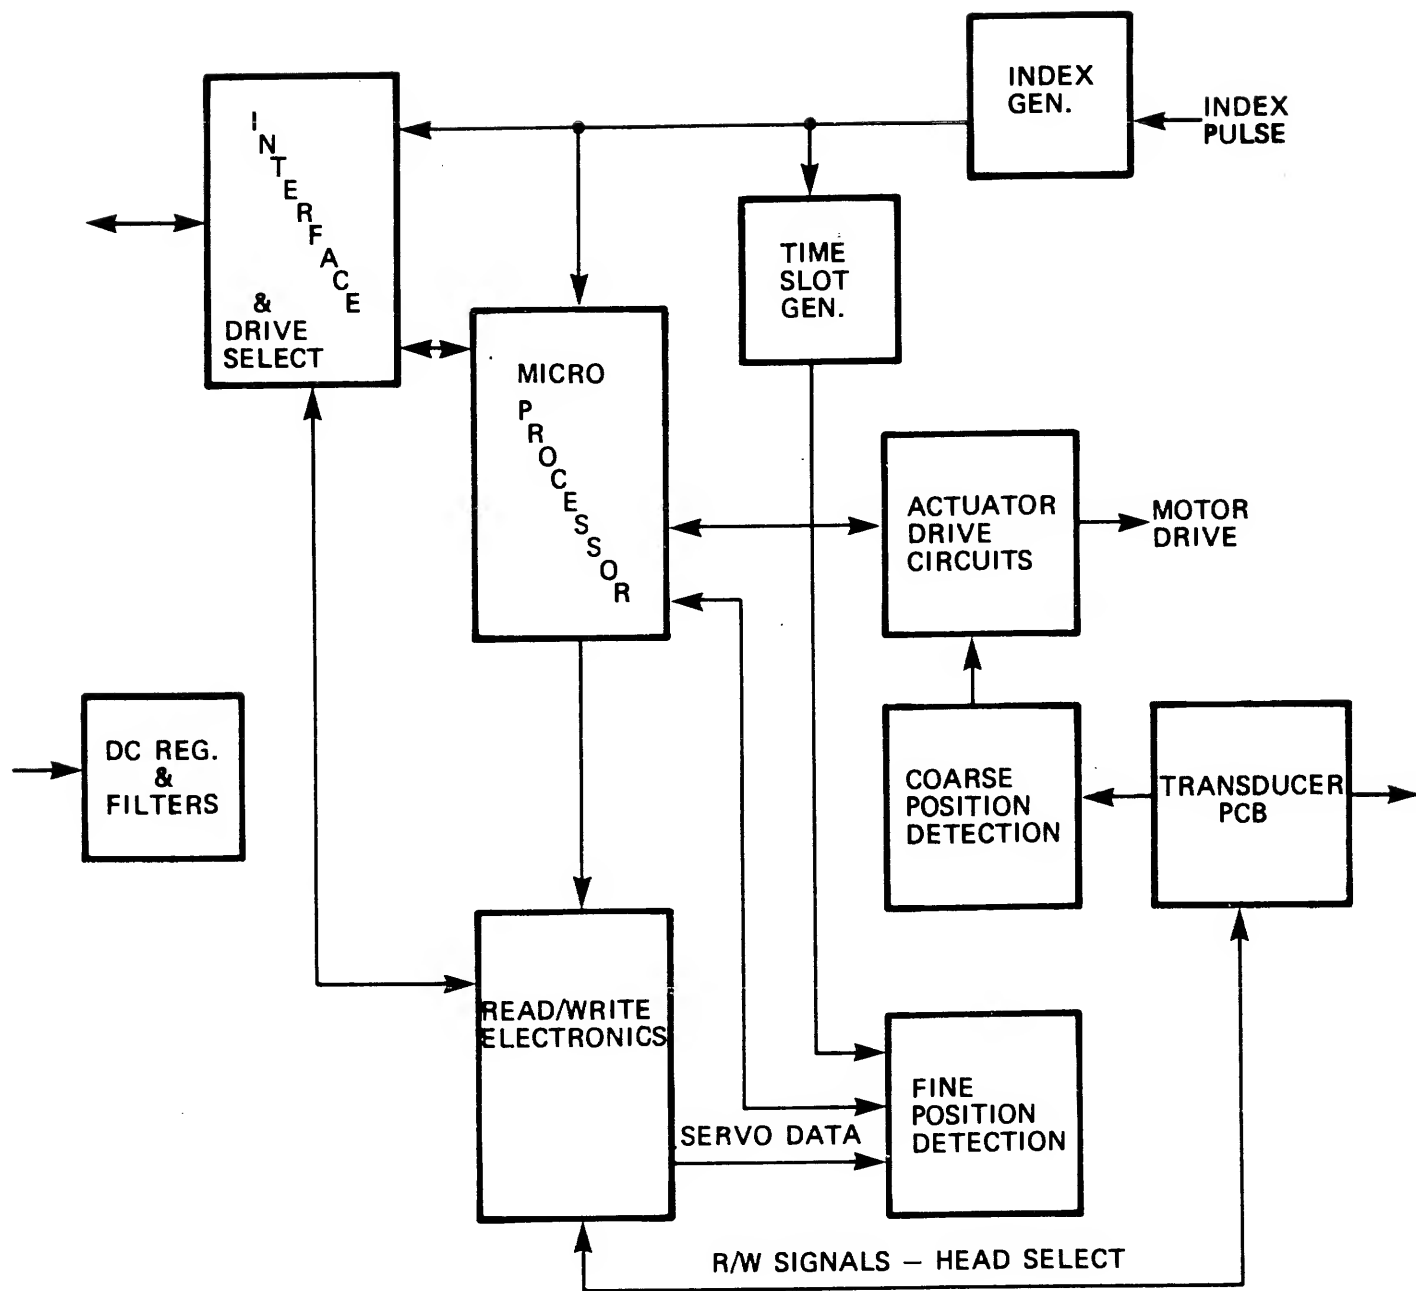 INDEX
GEN.
INDEX
PULSE
INTERFACE
&
DRIVE
SELECT
TIME
SLOT
GEN.
MICRO
PROCESSOR
ACTUATOR
DRIVE
CIRCUITS
MOTOR
DRIVE
DC REG.
&
FILTERS
COARSE
POSITION
DETECTION
TRANSDUCER
PCB
READ/WRITE
ELECTRONICS
FINE
POSITION
DETECTION
SERVO DATA
R/W SIGNALS — HEAD SELECT